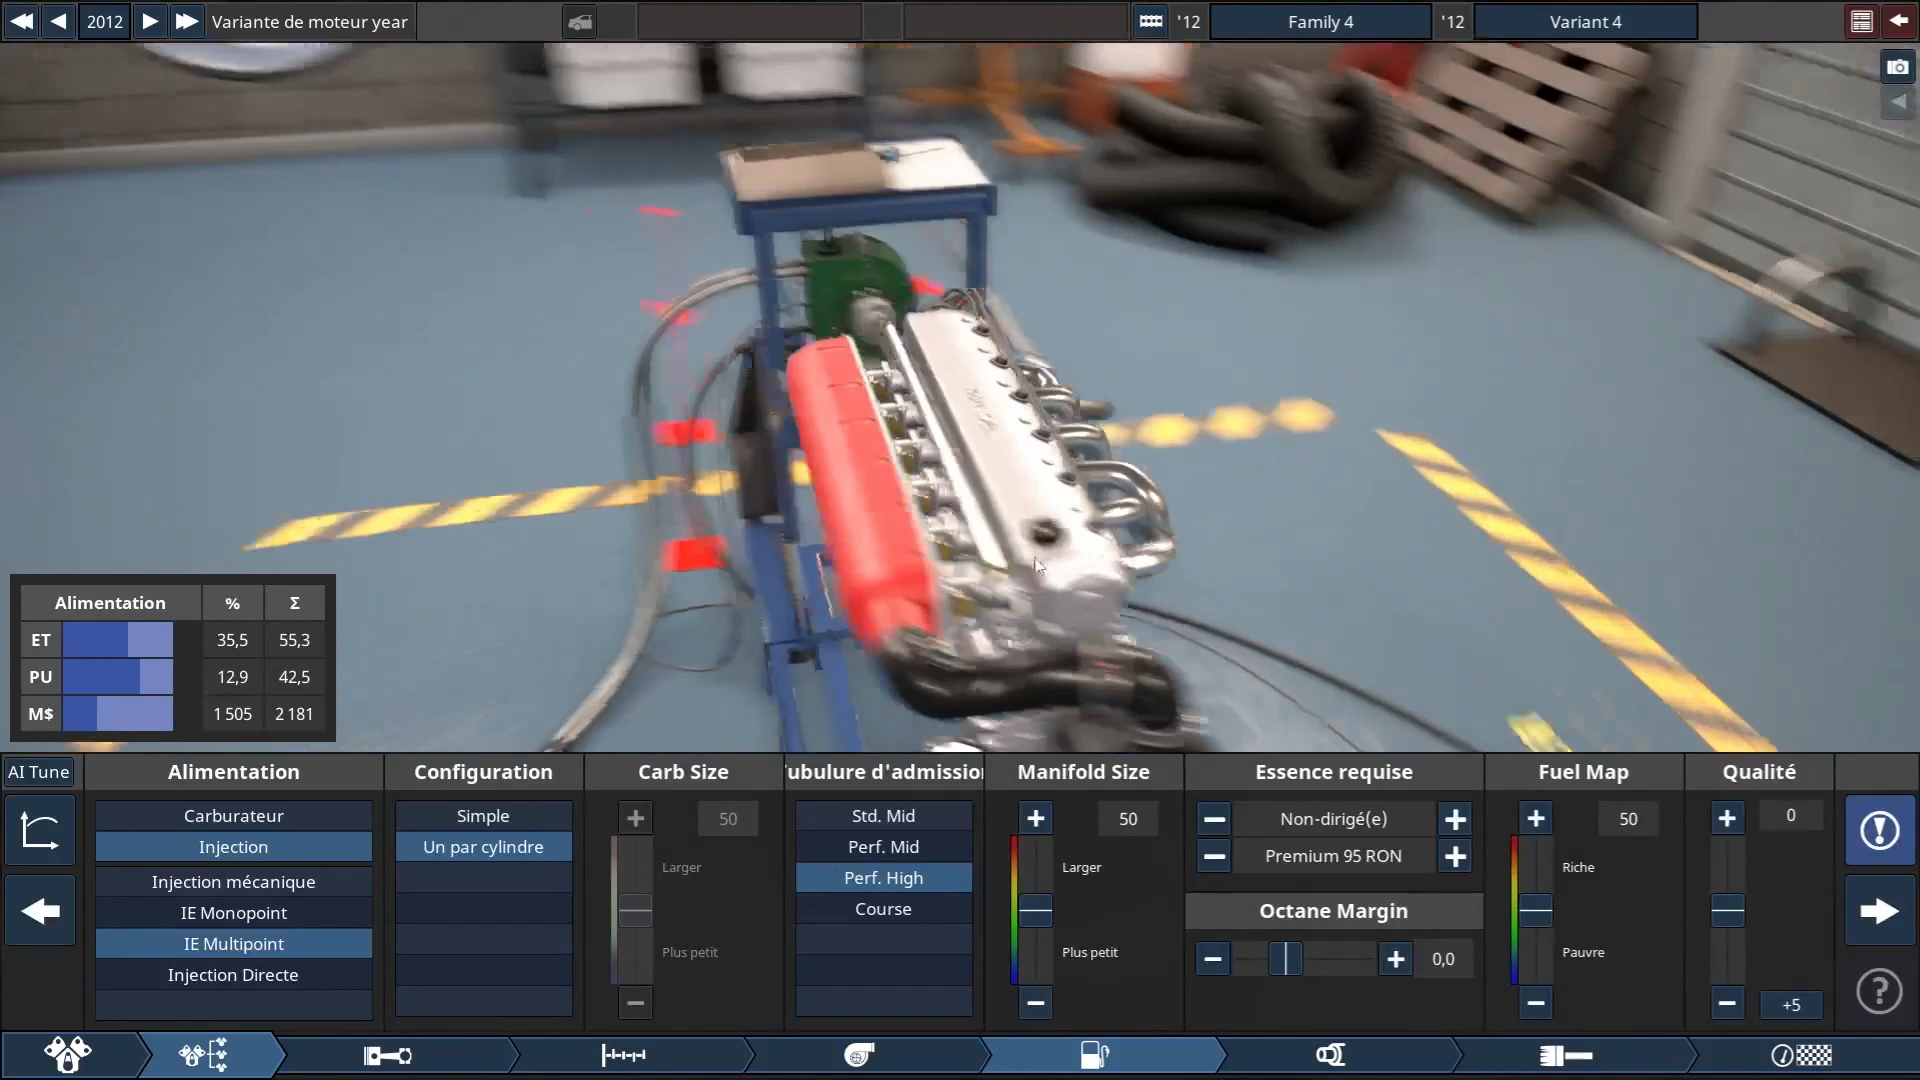 2012
Variante de moteur year
'12
Family 4
'12
Variant 4
Alimentation
%
Σ
ET
35,5
55,3
PU
12,9
42,5
M$
1 505
2 181
AI Tune
Alimentation
Carburateur
Injection
Injection mécanique
IE Monopoint
IE Multipoint
Injection Directe
Configuration
Simple
Un par cylindre
Carb Size
50
Larger
Plus petit
ubulure d'admissio
Std. Mid
Perf. Mid
Perf. High
Course
Manifold Size
50
Larger
Plus petit
Essence requise
Non-dirigé(e)
Premium 95 RON
Octane Margin
0,0
Fuel Map
50
Riche
Pauvre
Qualité
0
+5